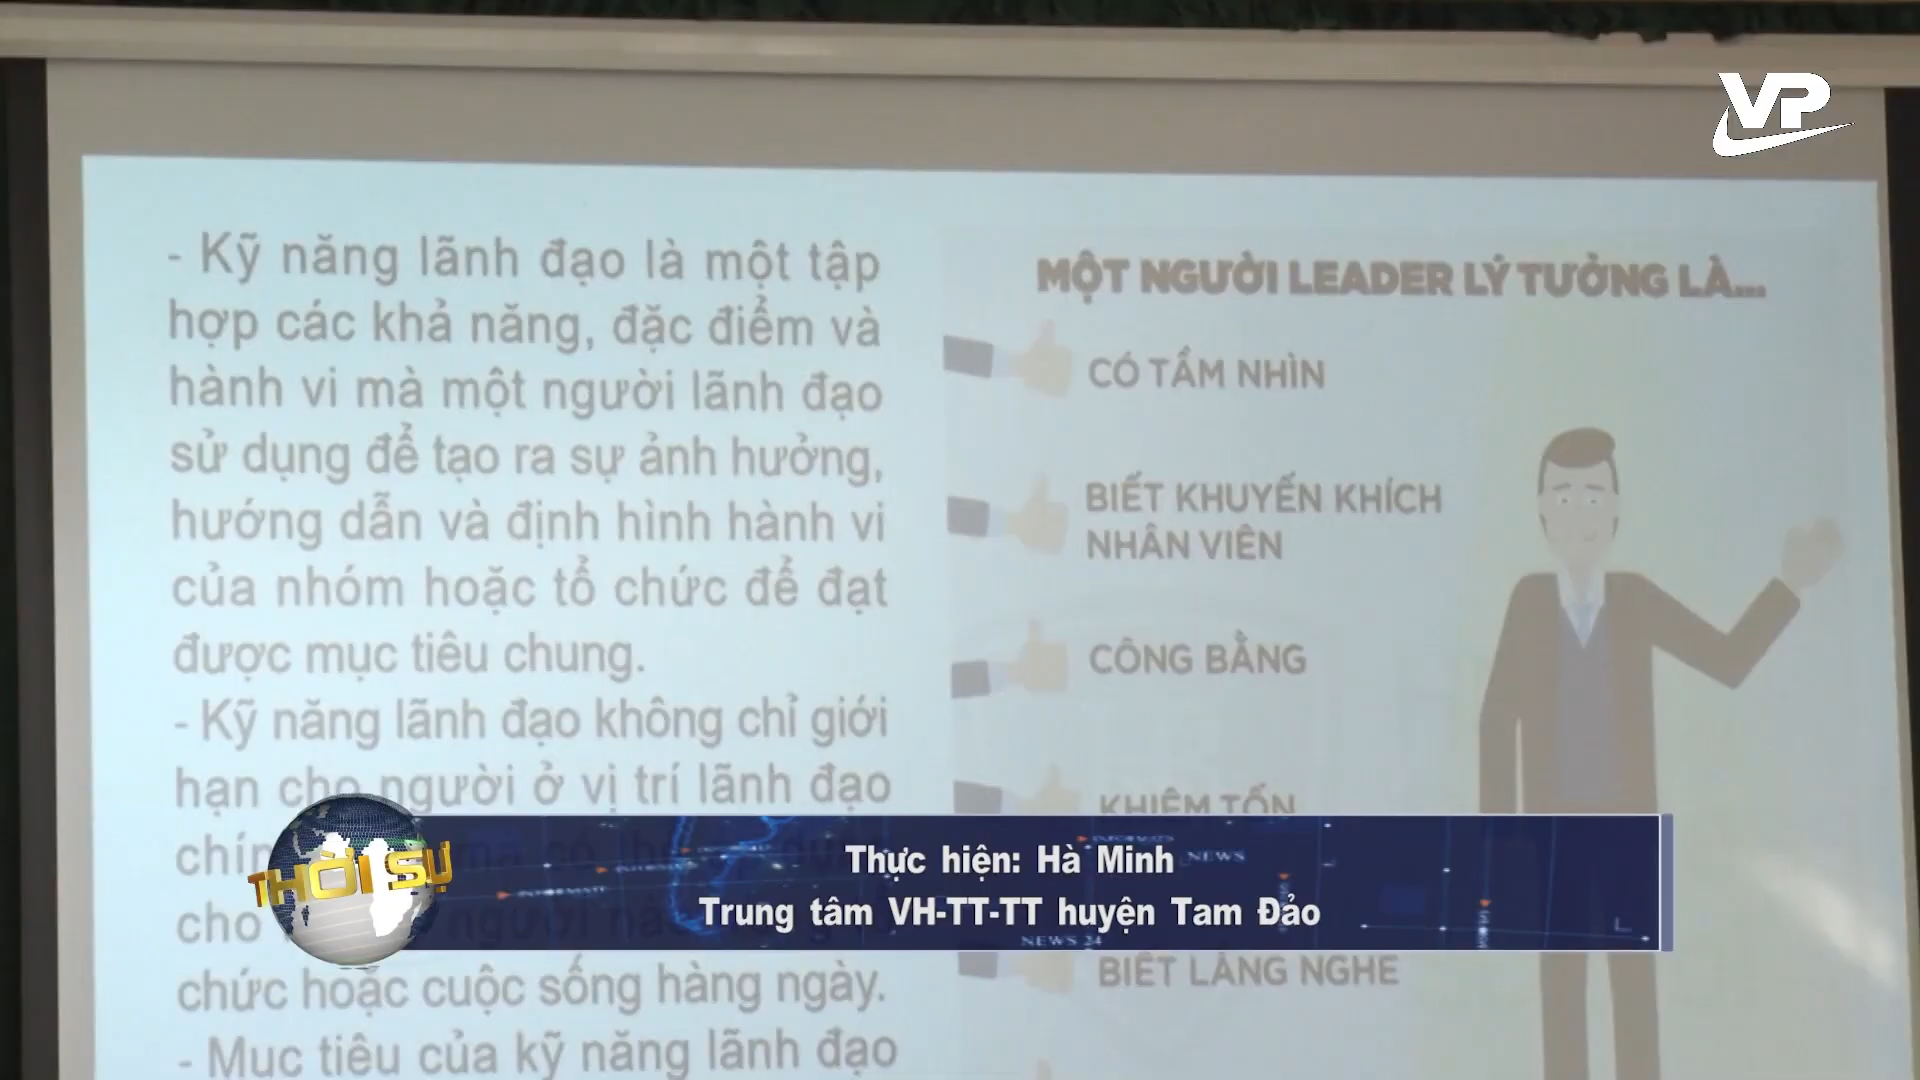 VP
- Kỹ năng lãnh đạo là một tập
hợp các khả năng, đặc điểm và
hành vi mà một người lãnh đạo
sử dụng để tạo ra sự ảnh hưởng,
hướng dẫn và định hình hành vi
của nhóm hoặc tổ chức để đạt
được mục tiêu chung.
- Kỹ năng lãnh đạo không chỉ giới
hạn cho người ở vị trí lãnh đạo
cho
chức hoặc cuộc sống hàng ngày.
- Mục tiêu của kỹ năng lãnh đạo
MỘT NGƯỜI LEADER LÝ TƯỞNG LÀ...
CÓ TẦM NHÌN
BIẾT KHUYẾN KHÍCH
NHÂN VIÊN
CÔNG BẰNG
KHIÊM TỐN
BIẾT LẮNG NGHE
THỜI SỰ
Thực hiện: Hà Minh
Trung tâm VH-TT-TT huyện Tam Đảo
NEWS
NEWS 24